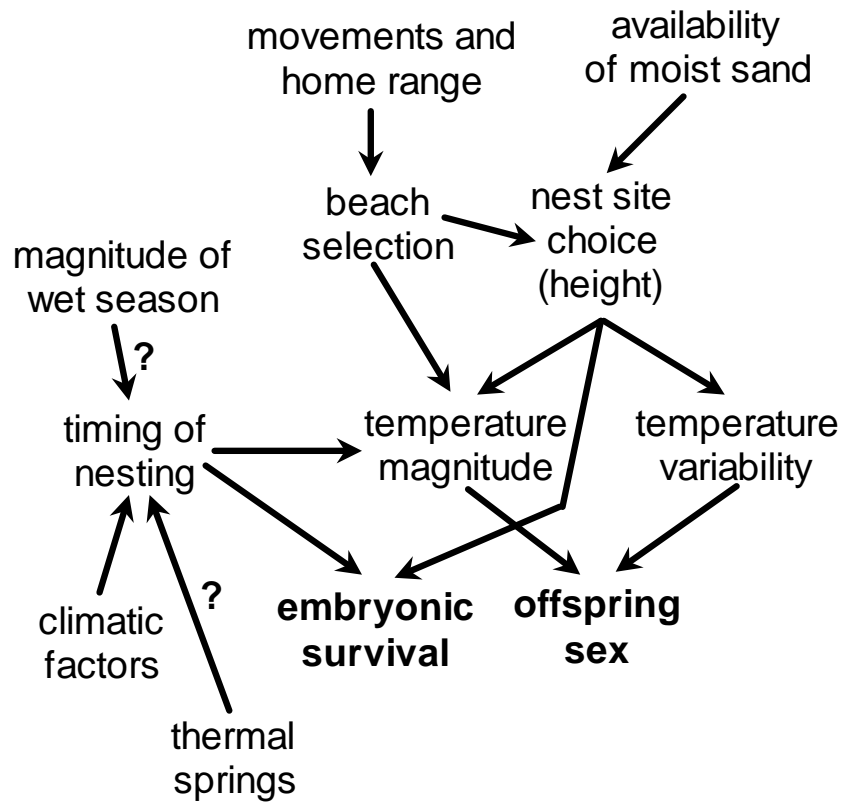 movements and
home range
availability
of moist sand
beach
selection
nest site
choice
(height)
magnitude of
wet season
?
timing of
nesting
temperature
magnitude
temperature
variability
climatic
factors
?
embryonic
survival
offspring
sex
thermal
springs